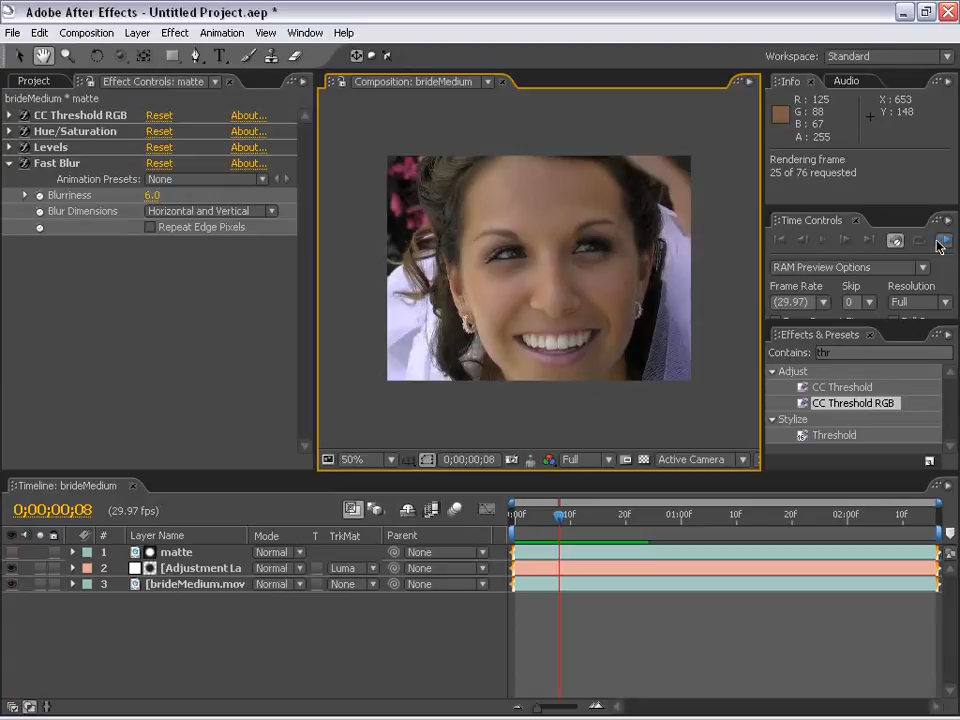 Adobe After Effects - Untitled Project.aep *
File Edit Composition Layer Effect Animation View Window Help
Workspace: Standard
Project Effect Controls: matte
brideMedium * matte
CC Threshold RGB Reset About...
Hue/Saturation Reset About...
Levels Reset About...
Fast Blur Reset About...
Animation Presets: None
Blurriness 6.0
Blur Dimensions Horizontal and Vertical
Repeat Edge Pixels
Composition: brideMedium
50% 0;00;00;08 Full Active Camera
Info Audio
R: 125 X: 653
G: 88 Y: 148
B: 67
A: 255
Rendering frame
25 of 76 requested
Time Controls
RAM Preview Options
Frame Rate Skip Resolution
(29.97) 0 Full
Effects & Presets
Contains: thr
Adjust
CC Threshold
CC Threshold RGB
Stylize
Threshold
Timeline: brideMedium
0;00;00;08 (29.97 fps)
:00F 10F 20F 01:00F 10F 20F 02:00F 10F
# Layer Name Mode T TrkMat Parent
1 matte Normal None
2 [Adjustment La Normal Luma None
3 [brideMedium.mov Normal None None